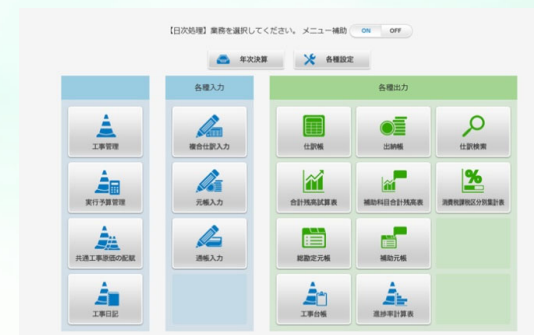 【日次処理】業務を選択してください。 メニュー補助 ON OFF
年次決算 各種設定
各種入力 各種出力
工事管理 複合仕訳入力 仕訳帳 出納帳 仕訳検索
実行予算管理 元帳入力 合計残高試算表 補助科目合計残高表 消費税課税区分別集計表
共通工事原価の配賦 通帳入力 総勘定元帳 補助元帳
工事日記 工事台帳 進捗率計算表